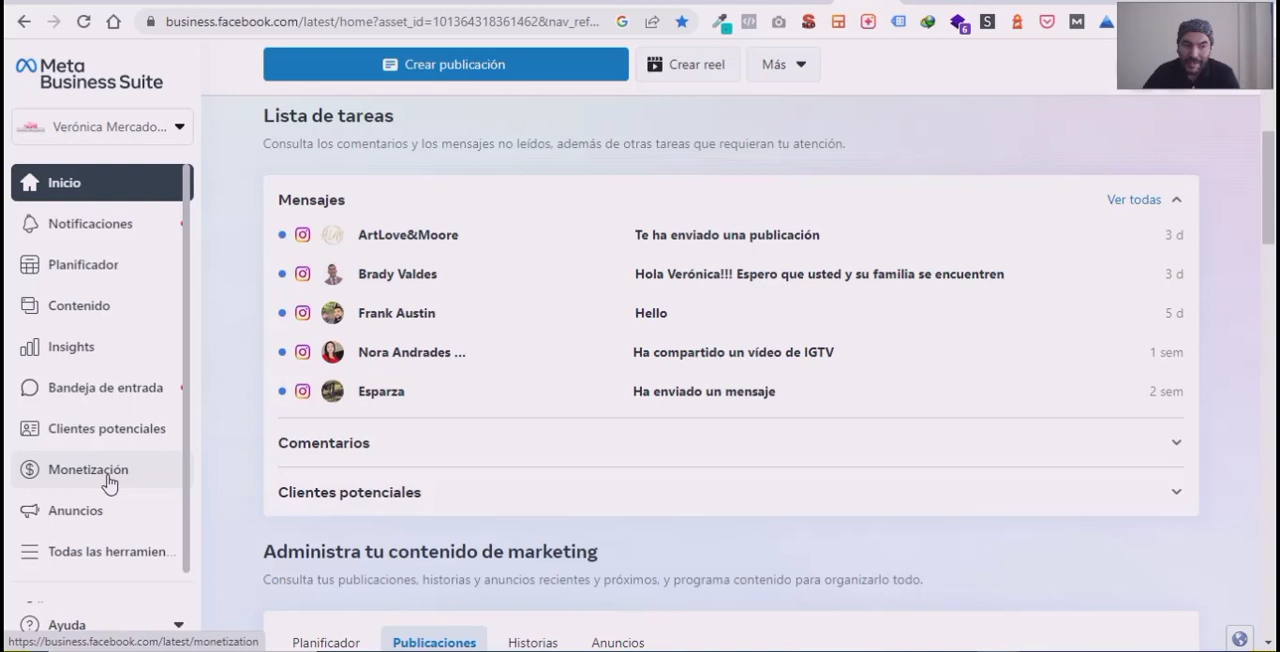 business.facebook.com/latest/home?asset_id=101364318361462&nav_ref...
6
S
M
Meta
Business Suite
Verónica Mercado...
Inicio
Notificaciones
Planificador
Contenido
Insights
Bandeja de entrada
Clientes potenciales
Monetización
Anuncios
Todas las herramien...
Ayuda
https://business.facebook.com/latest/monetization
Crear publicación
Crear reel
Más
Lista de tareas
Consulta los comentarios y los mensajes no leídos, además de otras tareas que requieran tu atención.
Mensajes
Ver todas
ArtLove&Moore Te ha enviado una publicación 3 d
Brady Valdes Hola Verónica!!! Espero que usted y su familia se encuentren 3 d
Frank Austin Hello 5 d
Nora Andrades ... Ha compartido un vídeo de IGTV 1 sem
Esparza Ha enviado un mensaje 2 sem
Comentarios
Clientes potenciales
Administra tu contenido de marketing
Consulta tus publicaciones, historias y anuncios recientes y próximos, y programa contenido para organizarlo todo.
Planificador Publicaciones Historias Anuncios